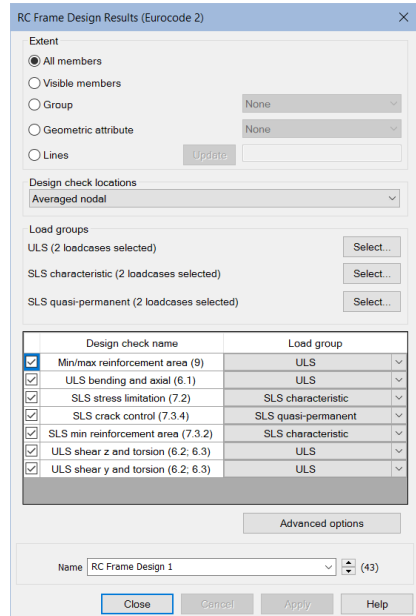 RC Frame Design Results (Eurocode 2)
Extent
All members
Visible members
Group None
Geometric attribute None
Lines Update
Design check locations
Averaged nodal
Load groups
ULS (2 loadcases selected) Select...
SLS characteristic (2 loadcases selected) Select...
SLS quasi-permanent (2 loadcases selected) Select...
Design check name Load group
Min/max reinforcement area (9) ULS
ULS bending and axial (6.1) ULS
SLS stress limitation (7.2) SLS characteristic
SLS crack control (7.3.4) SLS quasi-permanent
SLS min reinforcement area (7.3.2) SLS characteristic
ULS shear z and torsion (6.2; 6.3) ULS
ULS shear y and torsion (6.2; 6.3) ULS
Advanced options
Name RC Frame Design 1 (43)
Close Cancel Apply Help